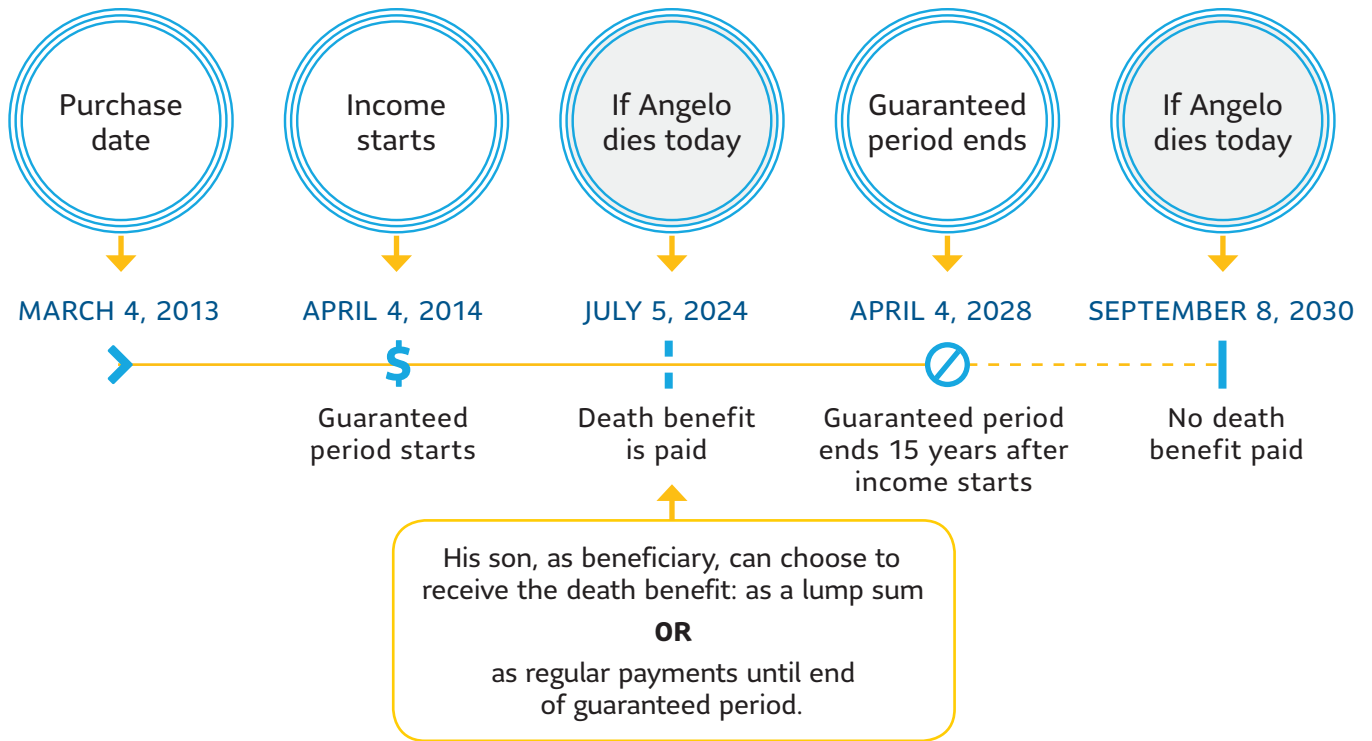 Purchase
date
Income
starts
If Angelo
dies today
Guaranteed
period ends
If Angelo
dies today
MARCH 4, 2013
APRIL 4, 2014
JULY 5, 2024
APRIL 4, 2028
SEPTEMBER 8, 2030
$
Guaranteed
period starts
Death benefit
is paid
Guaranteed period
ends 15 years after
income starts
No death
benefit paid
His son, as beneficiary, can choose to
receive the death benefit: as a lump sum
OR
as regular payments until end
of guaranteed period.